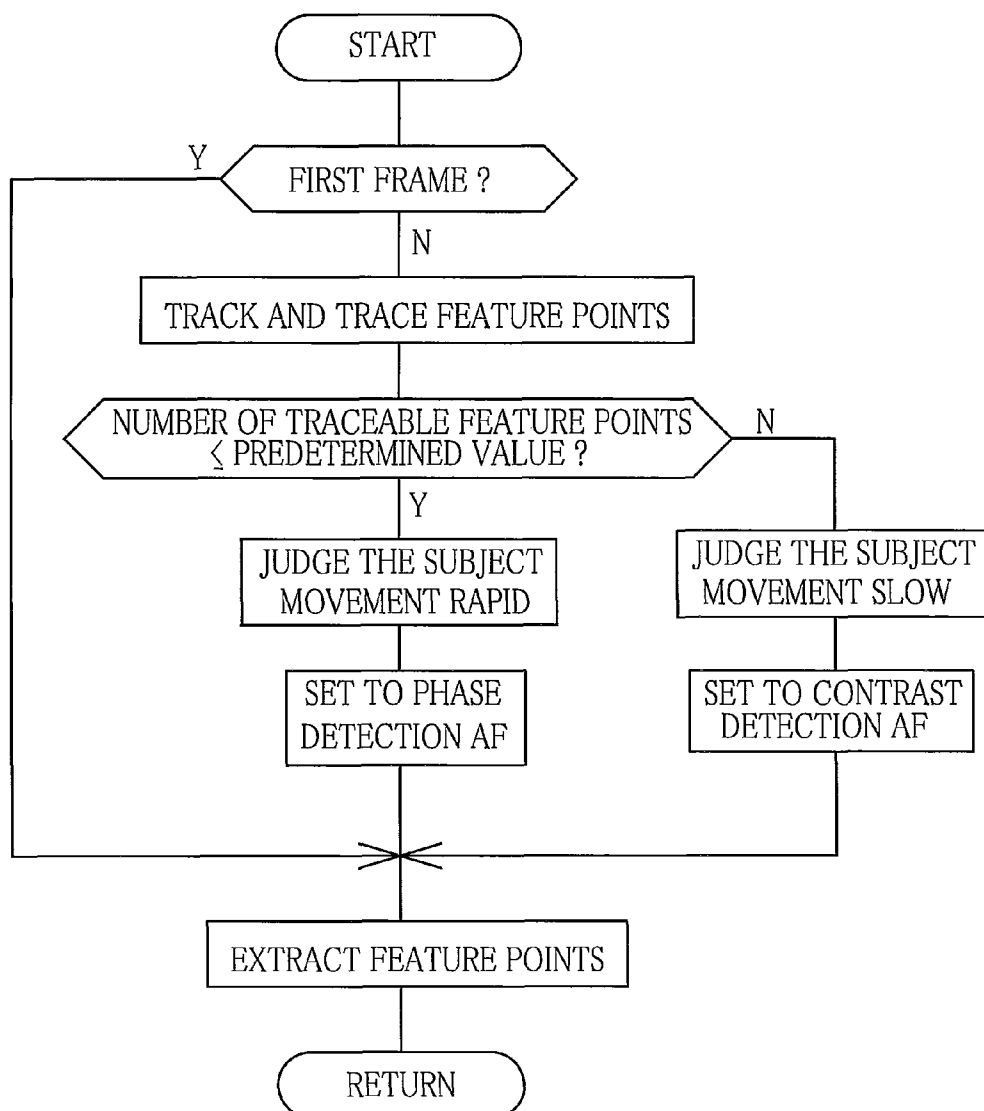 START
Y
FIRST FRAME ?
N
TRACK AND TRACE FEATURE POINTS
NUMBER OF TRACEABLE FEATURE POINTS
≤ PREDETERMINED VALUE ?
N
Y
JUDGE THE SUBJECT
MOVEMENT RAPID
JUDGE THE SUBJECT
MOVEMENT SLOW
SET TO PHASE
DETECTION AF
SET TO CONTRAST
DETECTION AF
EXTRACT FEATURE POINTS
RETURN